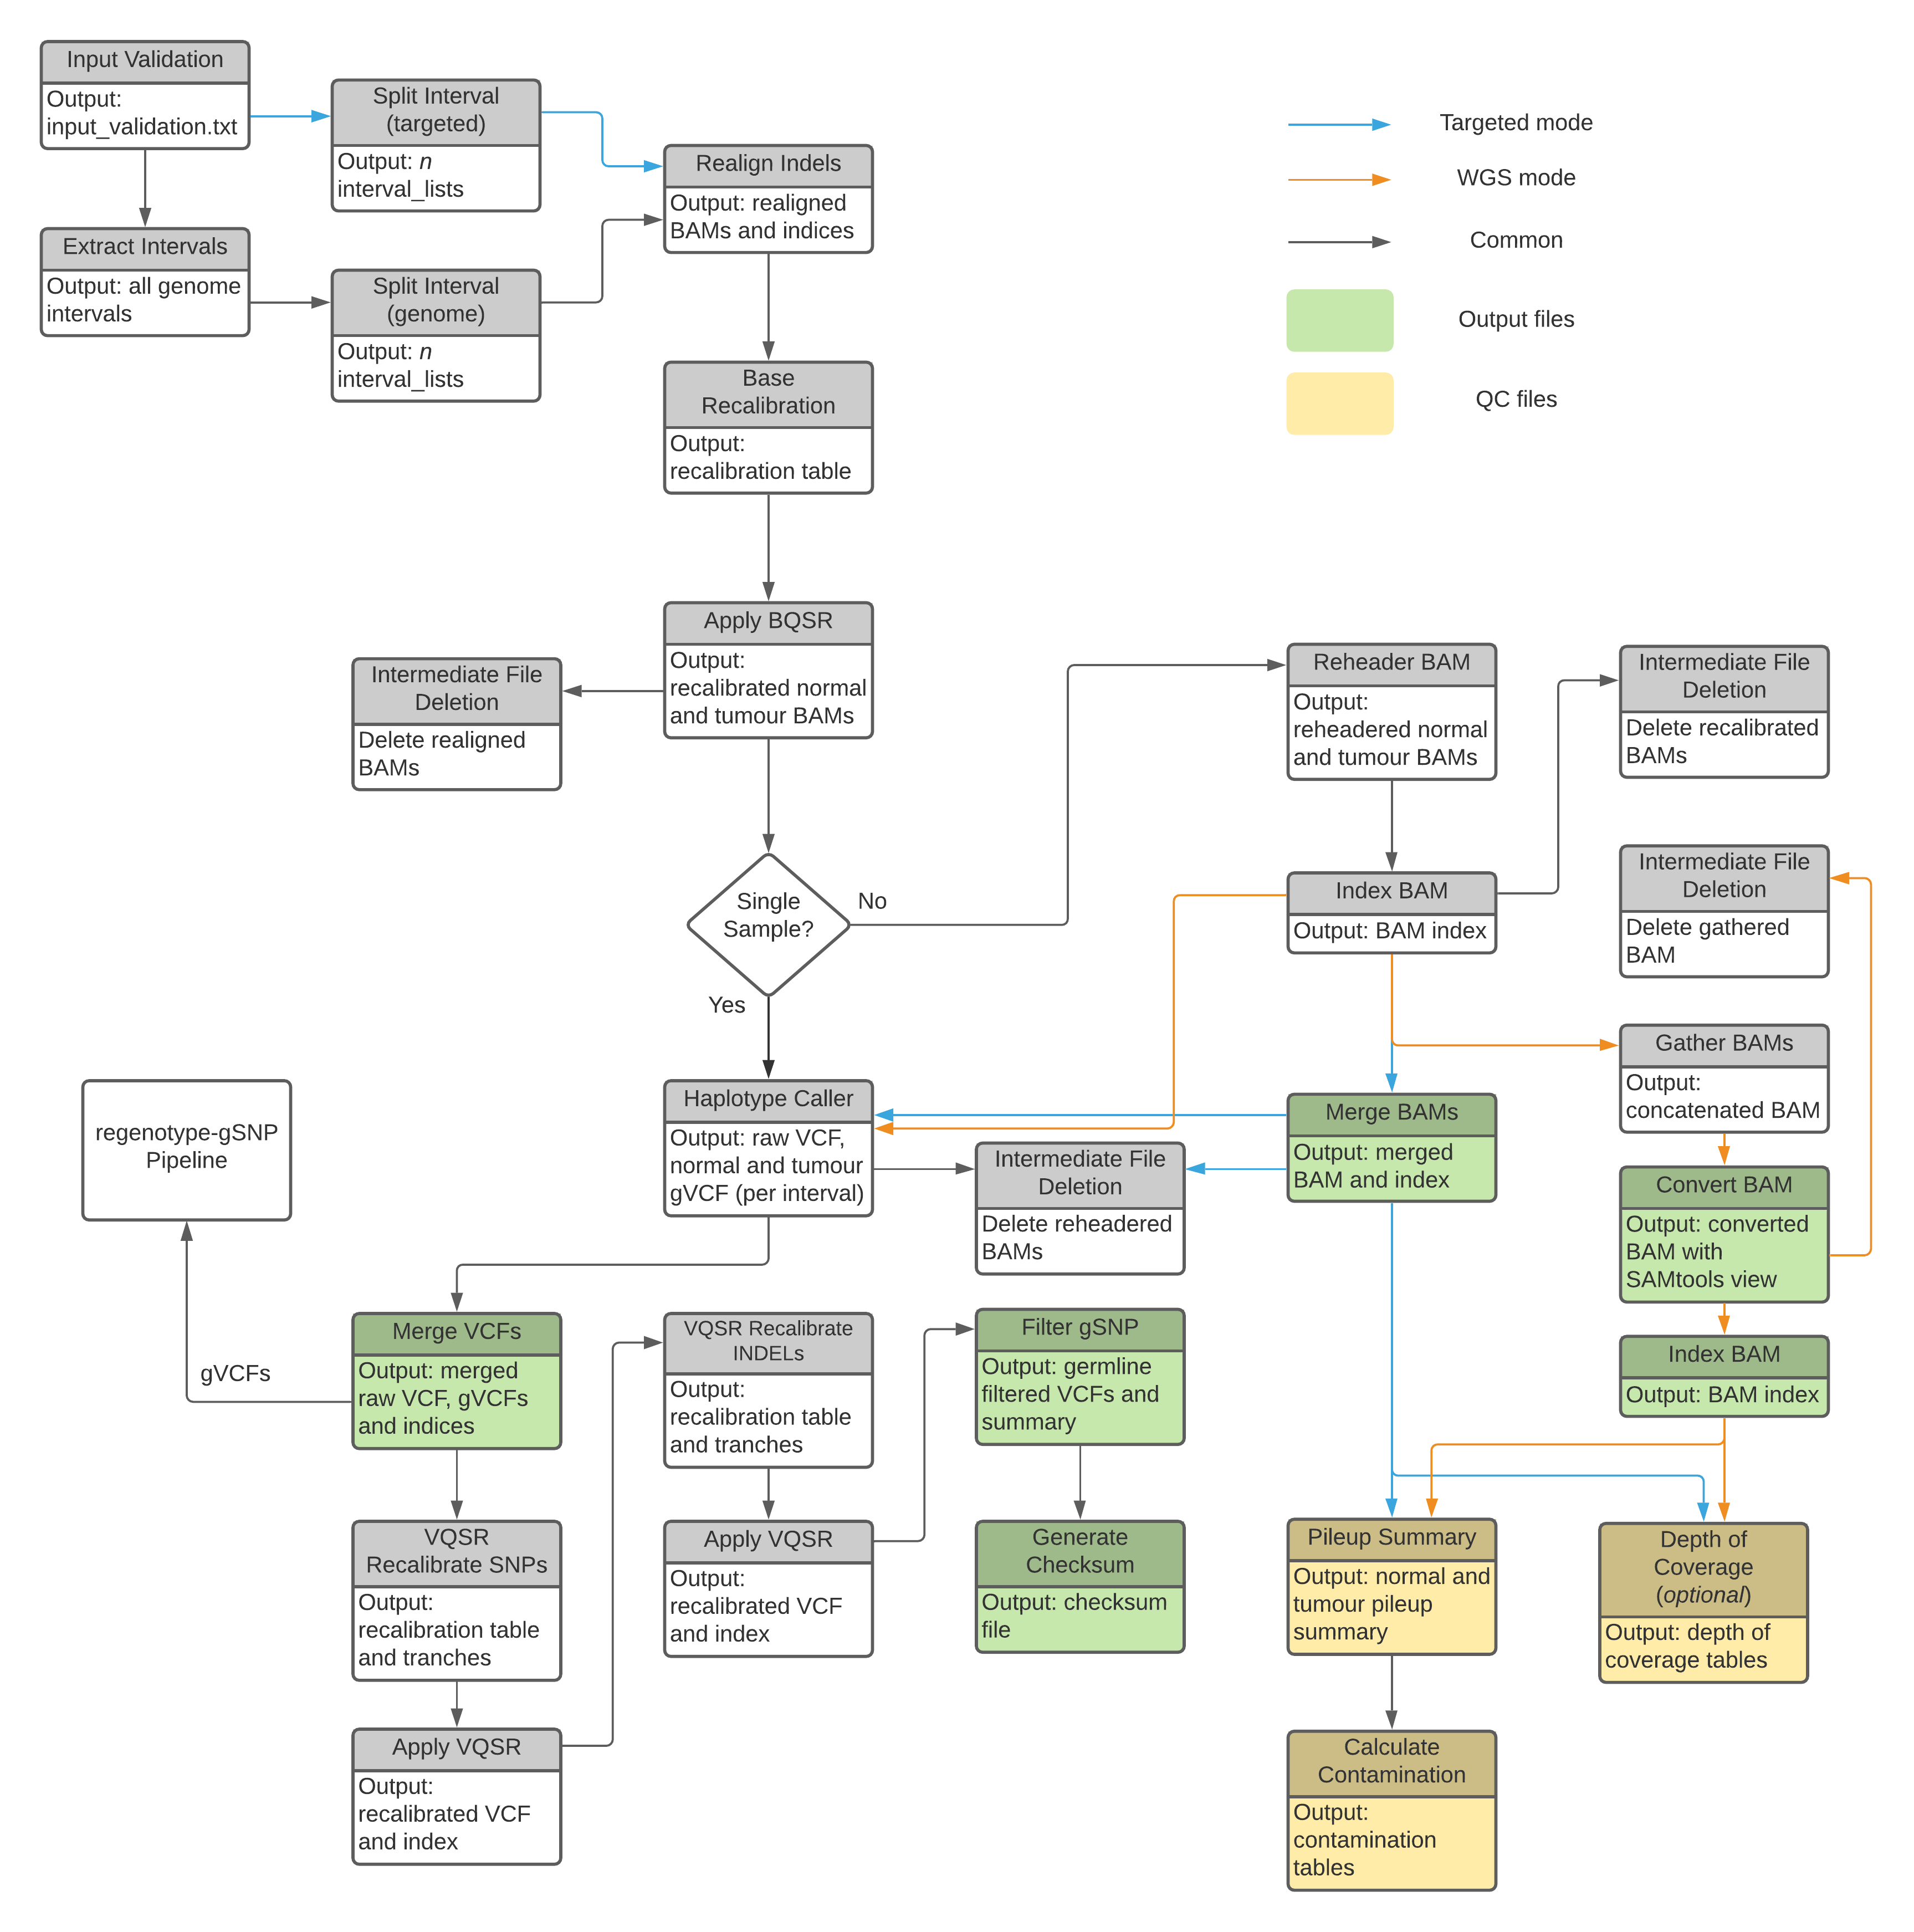 Input Validation
Output:
input_validation.txt
Split Interval
(targeted)
Output: n
interval_lists
Extract Intervals
Output: all genome
intervals
Split Interval
(genome)
Output: n
interval_lists
Realign Indels
Output: realigned
BAMs and indices
Targeted mode
WGS mode
Common
Output files
QC files
Base
Recalibration
Output:
recalibration table
Apply BQSR
Output:
recalibrated normal
and tumour BAMs
Intermediate File
Deletion
Delete realigned
BAMs
Single
Sample?
No
Yes
Reheader BAM
Output:
reheadered normal
and tumour BAMs
Intermediate File
Deletion
Delete recalibrated
BAMs
Index BAM
Output: BAM index
Intermediate File
Deletion
Delete gathered
BAM
Gather BAMs
Output:
concatenated BAM
Merge BAMs
Output: merged
BAM and index
Convert BAM
Output: converted
BAM with
SAMtools view
Index BAM
Output: BAM index
Haplotype Caller
Output: raw VCF,
normal and tumour
gVCF (per interval)
Intermediate File
Deletion
Delete reheadered
BAMs
regenotype-gSNP
Pipeline
gVCFs
Merge VCFs
Output: merged
raw VCF, gVCFs
and indices
VQSR
Recalibrate SNPs
Output:
recalibration table
and tranches
Apply VQSR
Output:
recalibrated VCF
and index
VQSR Recalibrate
INDELs
Output:
recalibration table
and tranches
Apply VQSR
Output:
recalibrated VCF
and index
Filter gSNP
Output: germline
filtered VCFs and
summary
Generate
Checksum
Output: checksum
file
Pileup Summary
Output: normal and
tumour pileup
summary
Depth of
Coverage
(optional)
Output: depth of
coverage tables
Calculate
Contamination
Output:
contamination
tables